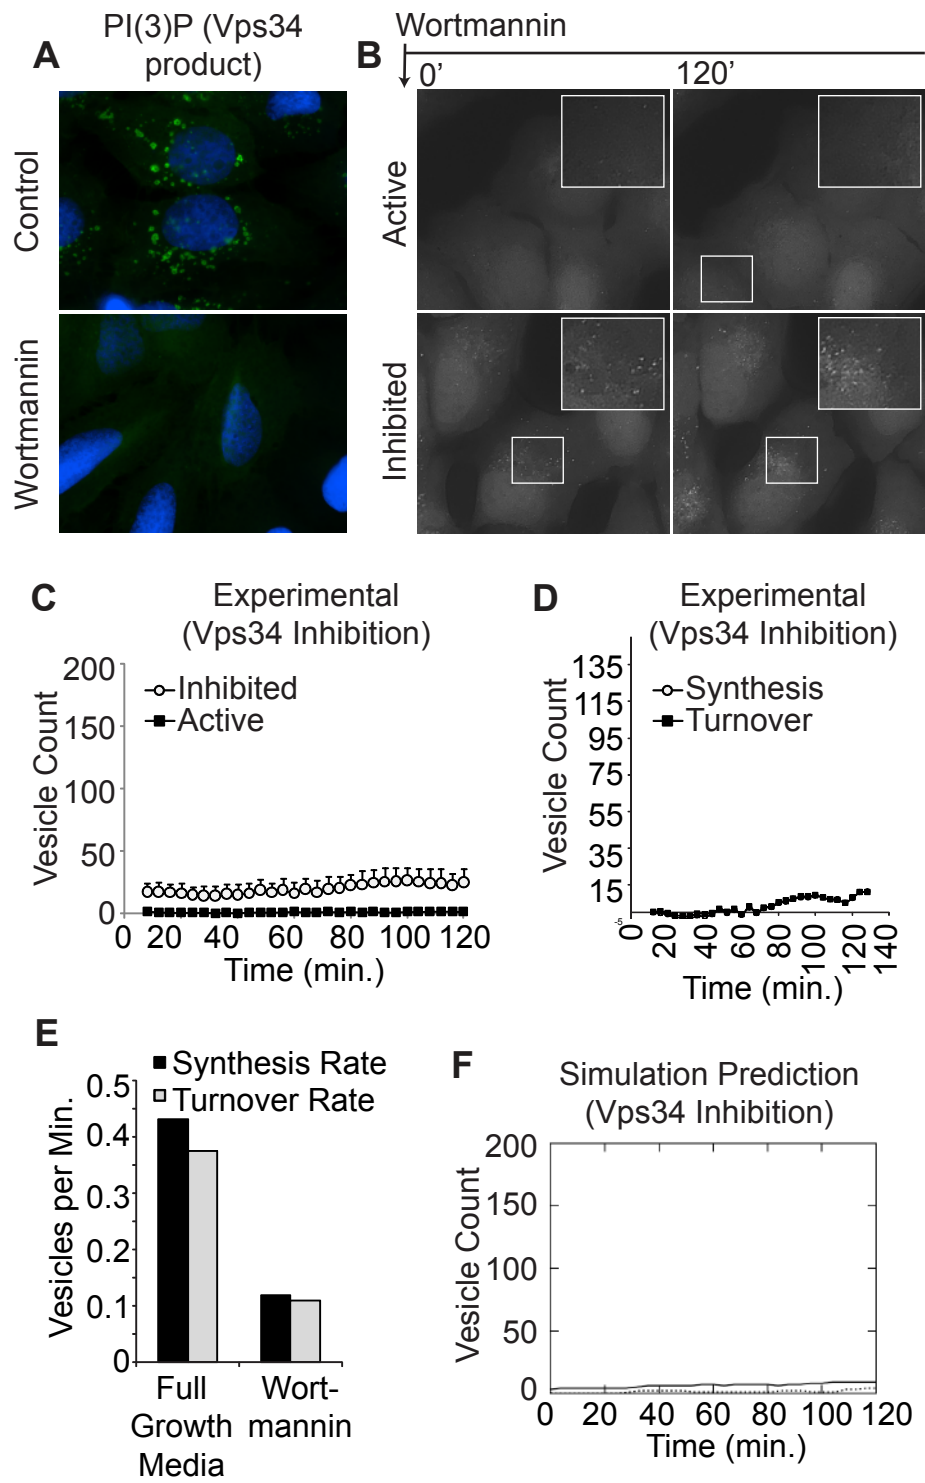 A
PI(3)P (Vps34
product)
Control
Wortmannin
B
Wortmannin
0'
120'
Active
Inhibited
C
Experimental
(Vps34 Inhibition)
Vesicle Count
200
150
100
50
0
Inhibited
Active
0 20 40 60 80 100 120
Time (min.)
D
Experimental
(Vps34 Inhibition)
Vesicle Count
135
115
95
75
55
35
15
-5
Synthesis
Turnover
0 20 40 60 80 100 120 140
Time (min.)
E
Vesicles per Min.
Synthesis Rate
Turnover Rate
0.5
0.4
0.3
0.2
0.1
0
Full
Growth
Media
Wort-
mannin
F
Simulation Prediction
(Vps34 Inhibition)
Vesicle Count
200
150
100
50
0
0 20 40 60 80 100 120
Time (min.)